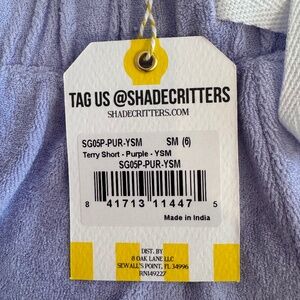 TAG US @SHADECRITTERS
SHADECRITTERS.COM
SG05P-PUR-YSM SM (6)
Terry Short - Purple - YSM
SG05P-PUR-YSM
8 41713 11447 5
Made in India
DIST. BY
8 OAK LANE LLC
SEWALL'S POINT, FL 34996
RN149227